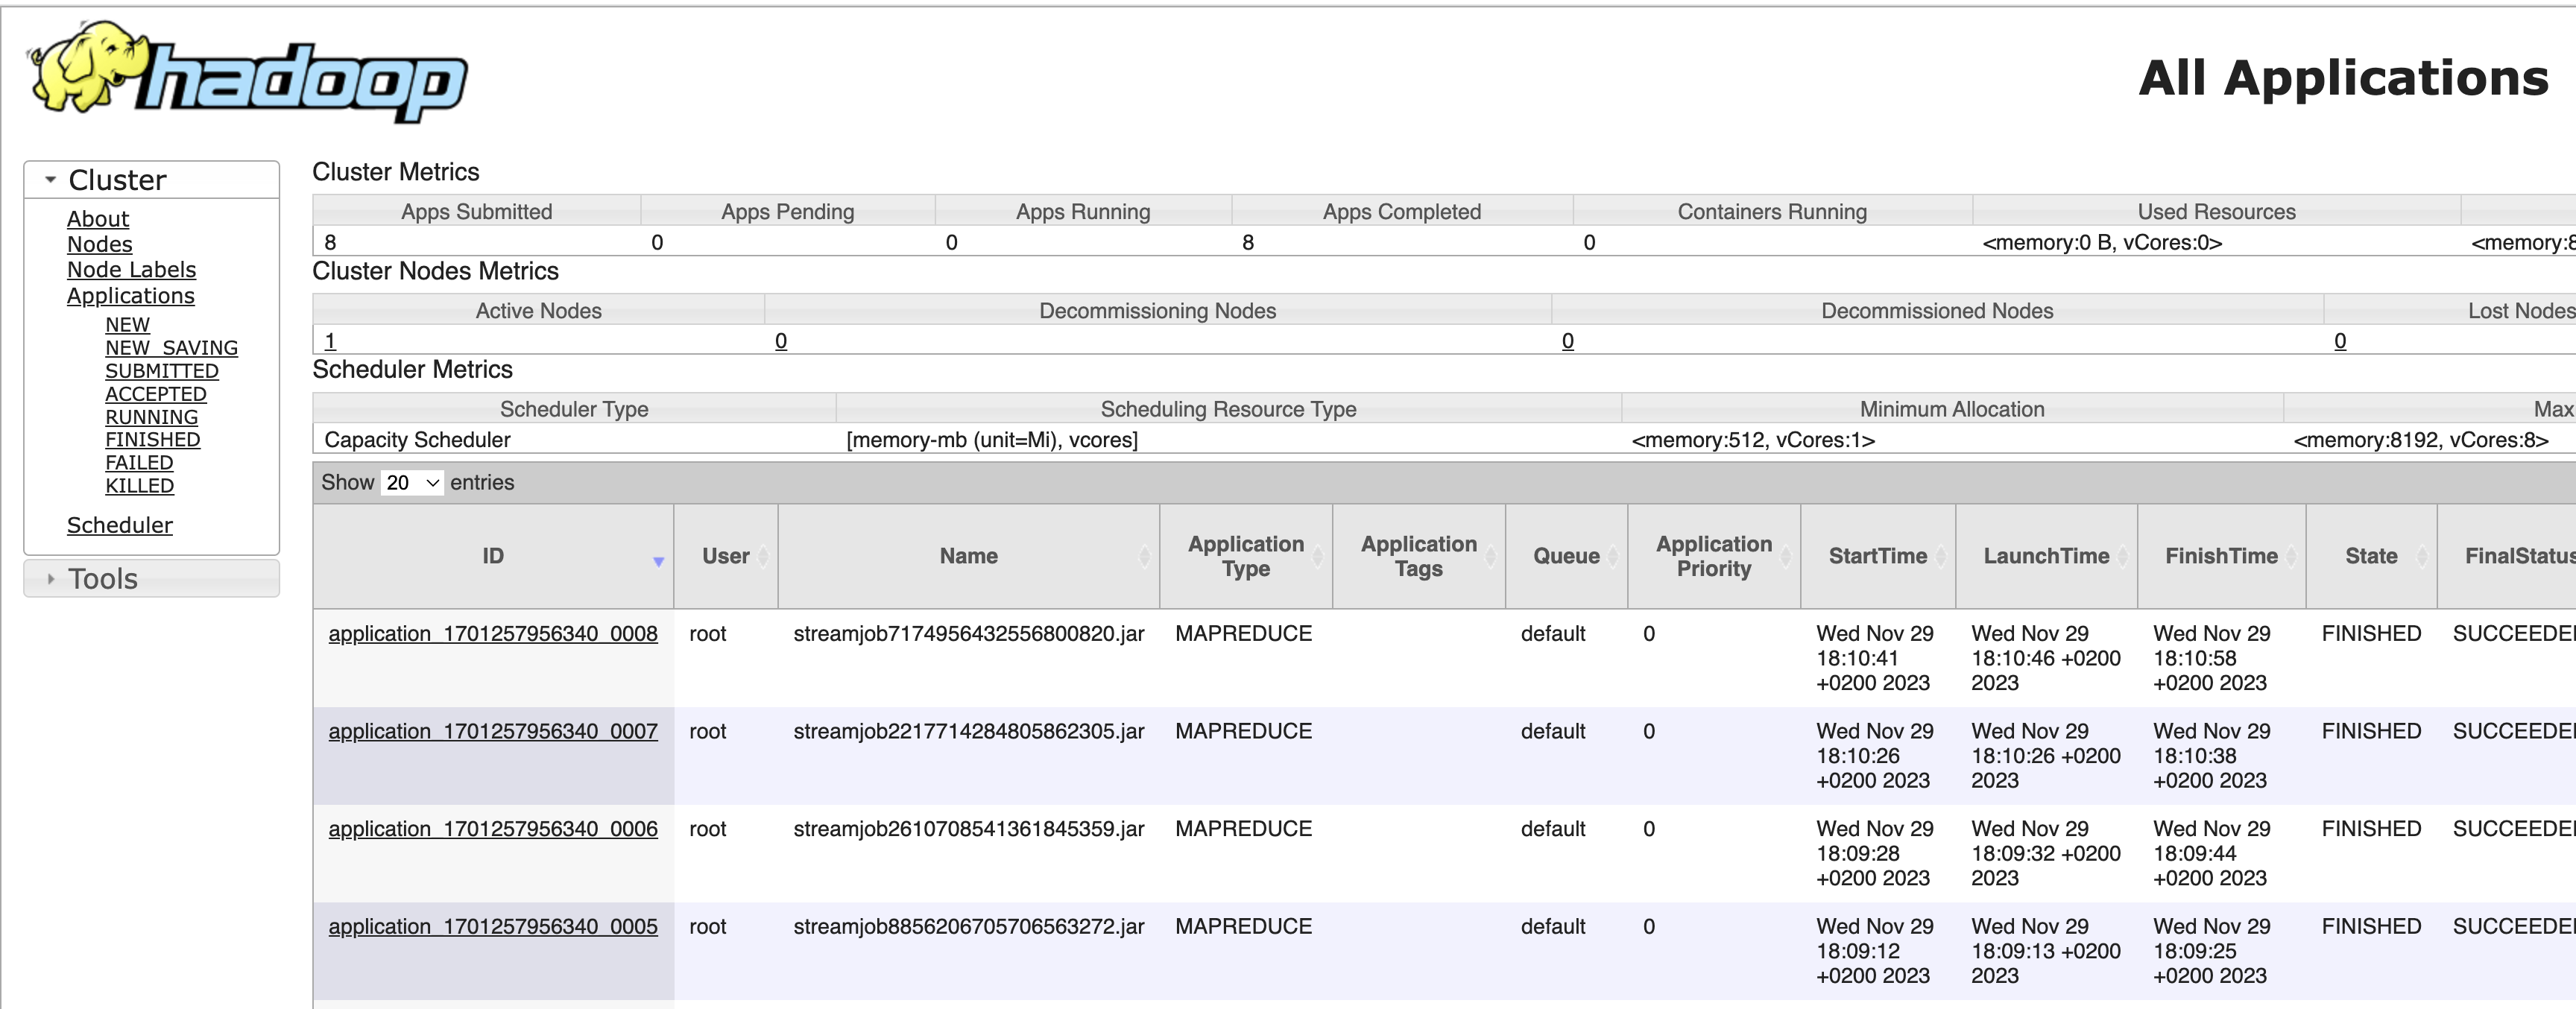 hadoop
All Applications
Cluster
About
Nodes
Node Labels
Applications
NEW
NEW_SAVING
SUBMITTED
ACCEPTED
RUNNING
FINISHED
FAILED
KILLED
Scheduler
Tools
Cluster Metrics
Apps Submitted Apps Pending Apps Running Apps Completed Containers Running Used Resources
8 0 0 8 0 <memory:0 B, vCores:0> <memory:8
Cluster Nodes Metrics
Active Nodes Decommissioning Nodes Decommissioned Nodes Lost Nodes
1 0 0 0
Scheduler Metrics
Scheduler Type Scheduling Resource Type Minimum Allocation Max
Capacity Scheduler [memory-mb (unit=Mi), vcores] <memory:512, vCores:1> <memory:8192, vCores:8>
Show 20 entries
ID User Name Application Type Application Tags Queue Application Priority StartTime LaunchTime FinishTime State FinalStatus
application_1701257956340_0008 root streamjob7174956432556800820.jar MAPREDUCE default 0 Wed Nov 29 Wed Nov 29 Wed Nov 29 FINISHED SUCCEEDE
18:10:41 18:10:46 +0200 18:10:58
+0200 2023 2023 +0200 2023
application_1701257956340_0007 root streamjob2217714284805862305.jar MAPREDUCE default 0 Wed Nov 29 Wed Nov 29 Wed Nov 29 FINISHED SUCCEEDE
18:10:26 18:10:26 +0200 18:10:38
+0200 2023 2023 +0200 2023
application_1701257956340_0006 root streamjob2610708541361845359.jar MAPREDUCE default 0 Wed Nov 29 Wed Nov 29 Wed Nov 29 FINISHED SUCCEEDE
18:09:28 18:09:32 +0200 18:09:44
+0200 2023 2023 +0200 2023
application_1701257956340_0005 root streamjob8856206705706563272.jar MAPREDUCE default 0 Wed Nov 29 Wed Nov 29 Wed Nov 29 FINISHED SUCCEEDE
18:09:12 18:09:13 +0200 18:09:25
+0200 2023 2023 +0200 2023